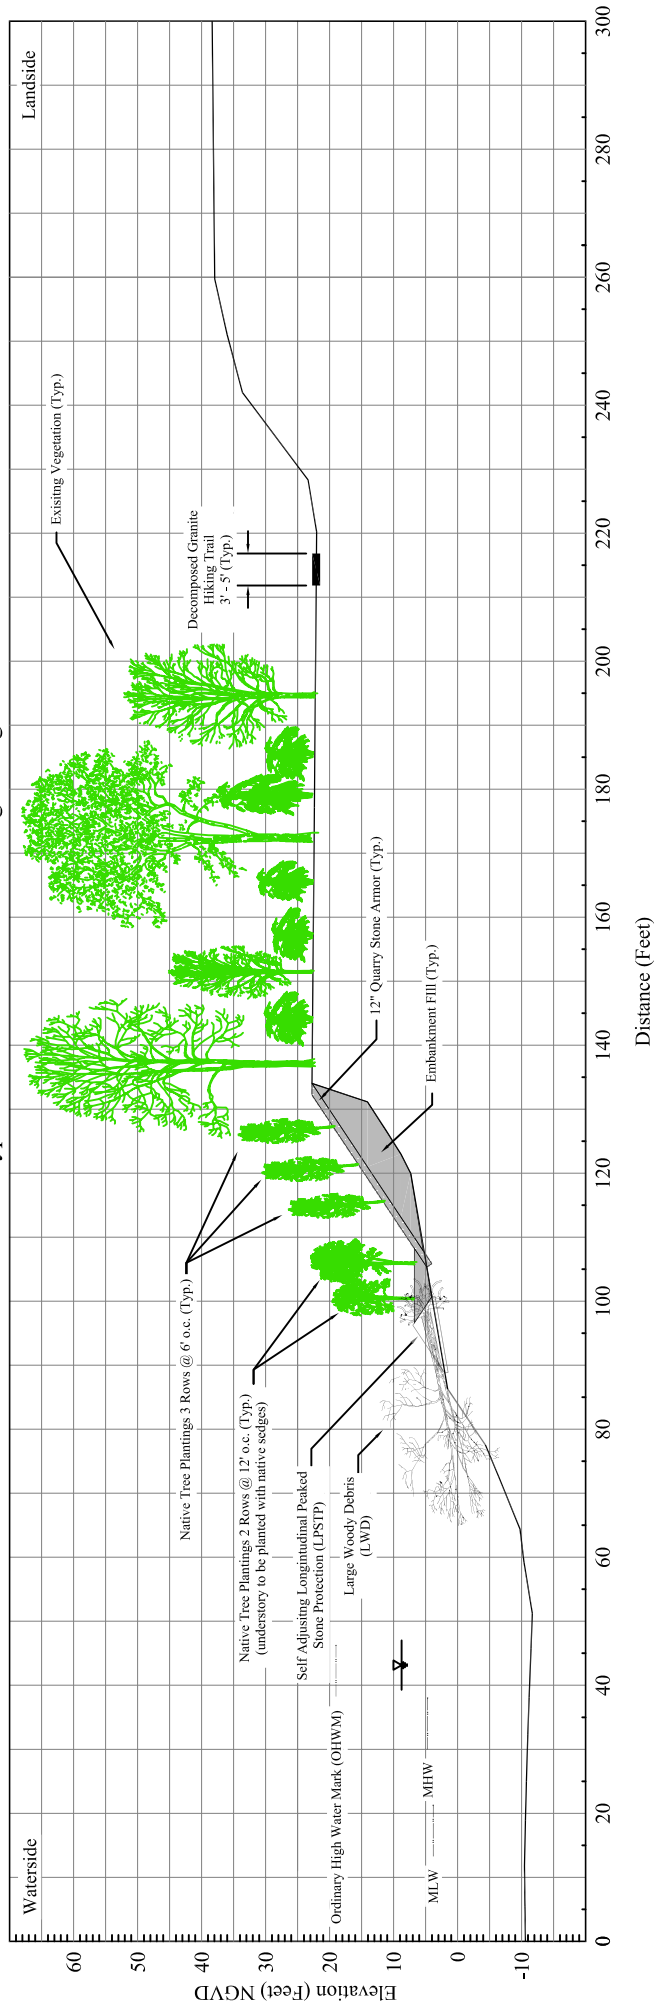 Waterside
Landside
Exisitng Vegetation (Typ.)
Decomposed Granite
Hiking Trail
3' - 5' (Typ.)
12" Quarry Stone Armor (Typ.)
Embankment FIll (Typ.)
Native Tree Plantings 3 Rows @ 6' o.c. (Typ.)
Native Tree Plantings 2 Rows @ 12' o.c. (Typ.)
(understory to be planted with native sedges)
Self Adjusitng Longintudinal Peaked
Stone Protection (LPSTP)
Large Woody Debris
(LWD)
Ordinary High Water Mark (OHWM)
MHW
MLW
Elevation (Feet) NGVD
60
50
40
30
20
10
0
-10
0
20
40
60
80
100
120
140
160
180
200
220
240
260
280
300
Distance (Feet)